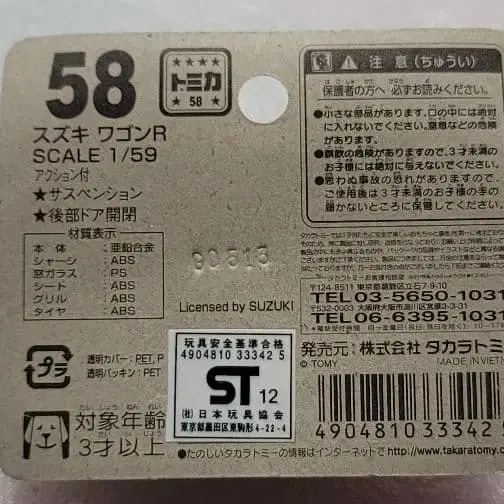 58
トミカ
58
スズキ ワゴンR
SCALE 1/59
アクション付
★サスペンション
★後部ドア開閉
材質表示
本体:亜鉛合金
シャーシ:ABS
窓ガラス:PS
シート:ABS
グリル:ABS
タイヤ:ABS
Licensed by SUZUKI
プラ
透明カバー:PET, P
透明パッキン:PET
対象年齢
3才以上
玩具安全基準合格
4904810 33342 5
ST 12
(社)日本玩具協会
東京都墨田区東駒形4-22-4
注意(ちゅうい)
保護者の方へ 必ずお読みください。
●小さな部品があります。口の中には絶対
に入れないでください。窒息などの危険
があります。
●誤飲の危険がありますので、3才未満の
お子様には絶対に与えないでください。
●思わぬ事故の恐れがありますので、
ご使用後は3才未満のお子様の手の
届かないところに保管してください。
〒124-8511 東京都葛飾区立石7-9-10
TEL.03-5650-1031
TEL.06-6395-1031
発売元:株式会社 タカラトミー
© TOMY
MADE IN VIETN
4904810 33342
●たのしいタカラトミーの情報はインターネットで http://www.takaratomy.c